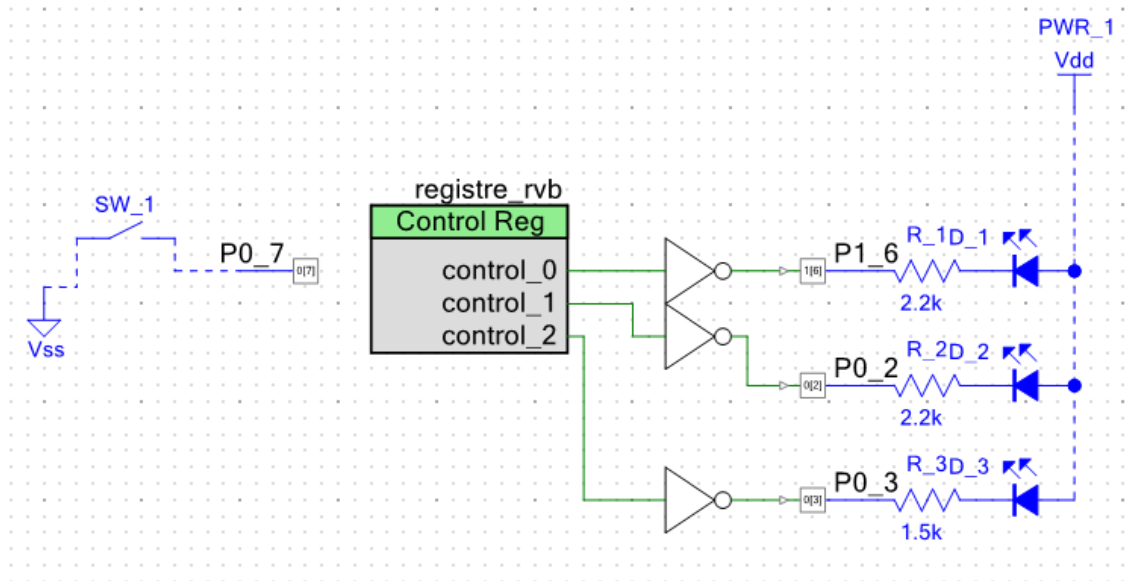 PWR_1
Vdd
registre_rvb
Control Reg
SW_1
P0_7
0[7]
Vss
control_0
control_1
control_2
1[6]
P1_6
R_1
D_1
2.2k
0[2]
P0_2
R_2
D_2
2.2k
0[3]
P0_3
R_3
D_3
1.5k